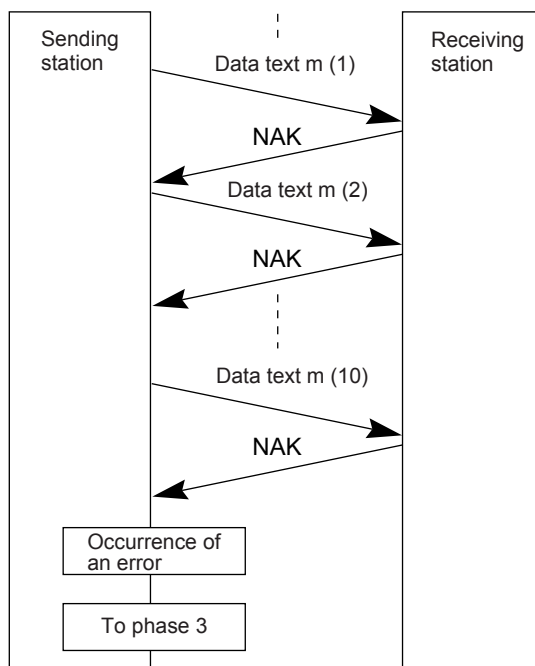 Sending
station
Receiving
station
Data text m (1)
NAK
Data text m (2)
NAK
Data text m (10)
NAK
Occurrence of
an error
To phase 3